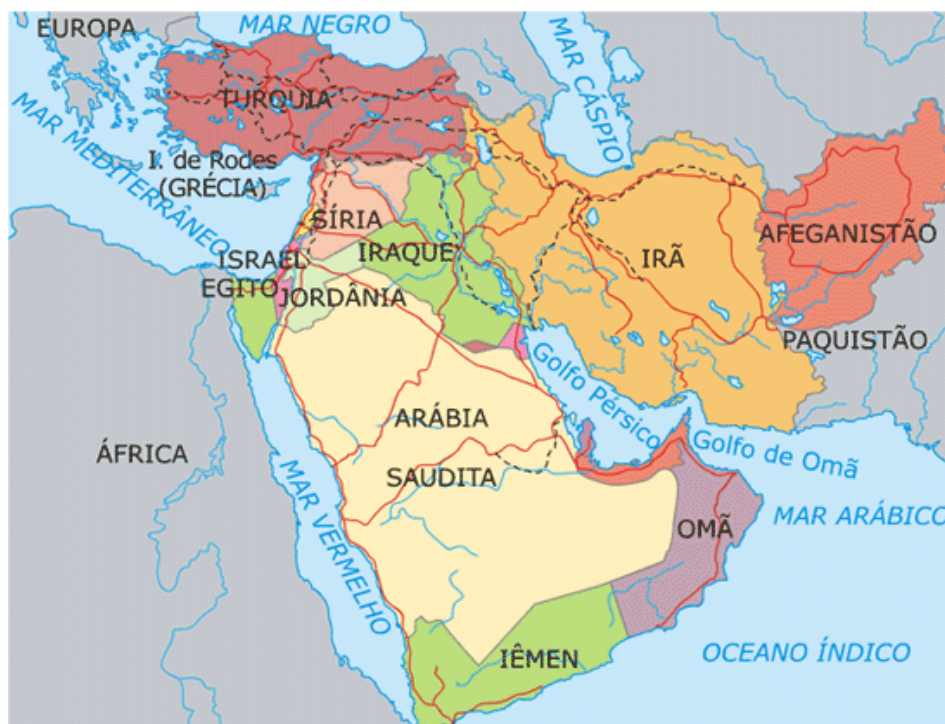 EUROPA
MAR NEGRO
MAR CÁSPIO
TURQUIA
MAR MEDITERRÂNEO
I. de Rodes
(GRÉCIA)
SÍRIA
AFEGANISTÃO
ISRAEL
IRAQUE
IRÃ
EGITO
JORDÂNIA
PAQUISTÃO
Golfo Pérsico
ARÁBIA
SAUDITA
Golfo de Omã
ÁFRICA
MAR VERMELHO
OMÃ
MAR ARÁBICO
IÊMEN
OCEANO ÍNDICO